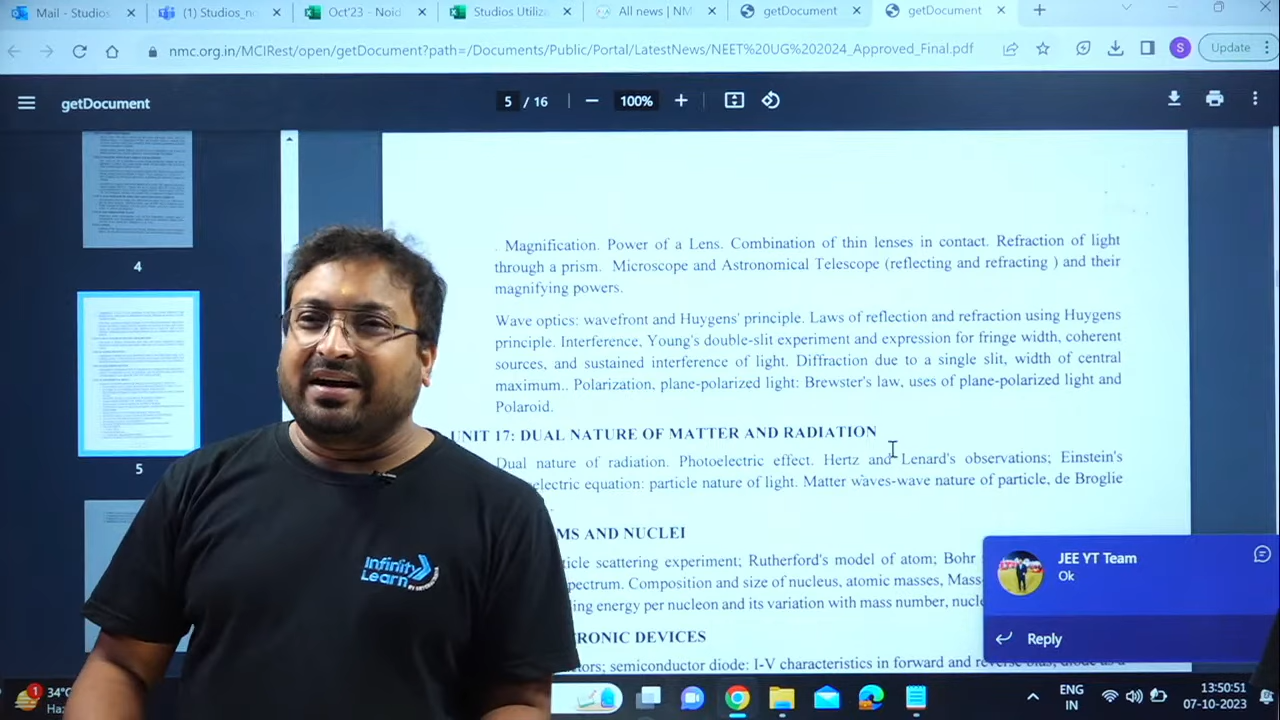 Mail - Studios
(1) Studios_no
Oct'23 - Noid
Studios Utiliz
All news | NM
getDocument
getDocument
nmc.org.in/MCIRest/open/getDocument?path=/Documents/Public/Portal/LatestNews/NEET%20UG%202024_Approved_Final.pdf
S
Update
getDocument
5 / 16
100%
4
5
Magnification. Power of a Lens. Combination of thin lenses in contact. Refraction of light
through a prism. Microscope and Astronomical Telescope (reflecting and refracting ) and their
magnifying powers.
Wave optics: wavefront and Huygens' principle. Laws of reflection and refraction using Huygens
principle. Interference, Young's double-slit experiment and expression for fringe width, coherent
sources, and sustained interference of light. Diffraction due to a single slit, width of central
maximum. Polarization, plane-polarized light: Brewster's law, uses of plane-polarized light and
Polaroid.
UNIT 17: DUAL NATURE OF MATTER AND RADIATION
Dual nature of radiation. Photoelectric effect. Hertz and Lenard's observations; Einstein's
electric equation: particle nature of light. Matter waves-wave nature of particle, de Broglie
MS AND NUCLEI
icle scattering experiment; Rutherford's model of atom; Bohr
spectrum. Composition and size of nucleus, atomic masses, Mass-
ing energy per nucleon and its variation with mass number, nucle
RONIC DEVICES
tors; semiconductor diode: I-V characteristics in forward and reverse bias; diode as a
JEE YT Team
Ok
Reply
Infinity
Learn
1
34°C
Haz
ENG
IN
13:50:51
07-10-2023